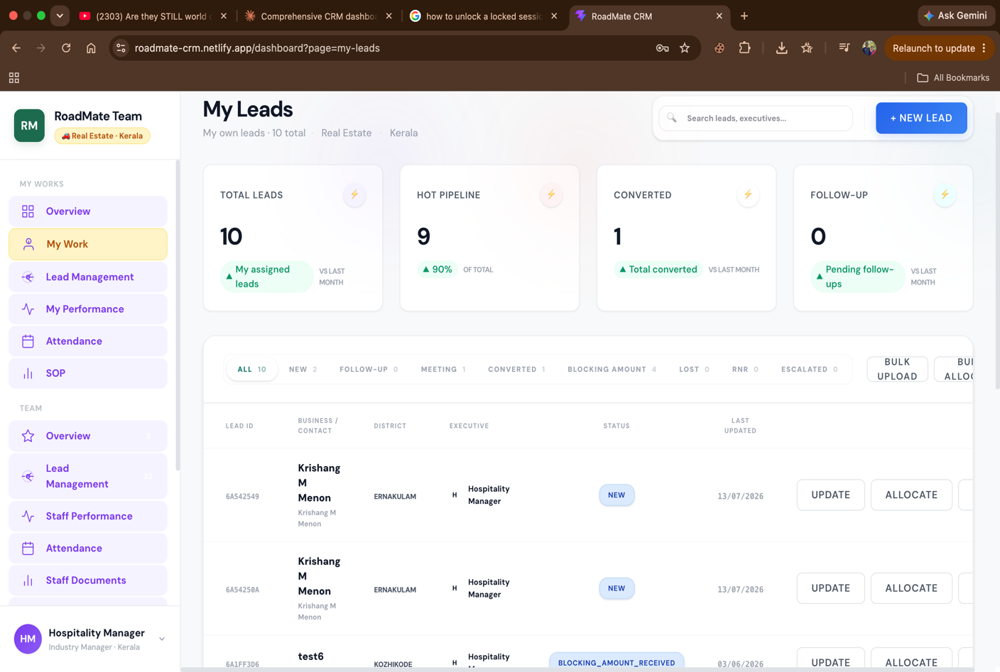 (2303) Are they STILL world c
Comprehensive CRM dashbo
how to unlock a locked sessi
RoadMate CRM
Ask Gemini
roadmate-crm.netlify.app/dashboard?page=my-leads
Relaunch to update
All Bookmarks
RM
RoadMate Team
Real Estate · Kerala
MY WORKS
Overview
My Work
Lead Management
My Performance
Attendance
SOP
TEAM
Overview 5
Lead
Management 22
Staff Performance
Attendance
Staff Documents
HM
Hospitality Manager
Industry Manager · Kerala
My Leads
My own leads · 10 total · Real Estate · Kerala
Search leads, executives...
+ NEW LEAD
TOTAL LEADS
10
▲ My assigned leads
VS LAST MONTH
HOT PIPELINE
9
▲ 90%
OF TOTAL
CONVERTED
1
▲ Total converted
VS LAST MONTH
FOLLOW-UP
0
▲ Pending follow-ups
VS LAST MONTH
ALL 10 NEW 2 FOLLOW-UP 0 MEETING 1 CONVERTED 1 BLOCKING AMOUNT 4 LOST 0 RNR 0 ESCALATED 0
BULK UPLOAD
BUL
ALLOC
LEAD ID
BUSINESS / CONTACT
DISTRICT
EXECUTIVE
STATUS
LAST UPDATED
6A542549
Krishang
M
Menon
Krishang M
Menon
ERNAKULAM
H
Hospitality
Manager
NEW
13/07/2026
UPDATE
ALLOCATE
6A54250A
Krishang
M
Menon
Krishang M
Menon
ERNAKULAM
H
Hospitality
Manager
NEW
13/07/2026
UPDATE
ALLOCATE
6A1FF3D6
test6
KOZHIKODE
H
Hospitality
Manager
BLOCKING_AMOUNT_RECEIVED
03/06/2026
UPDATE
ALLOCATE